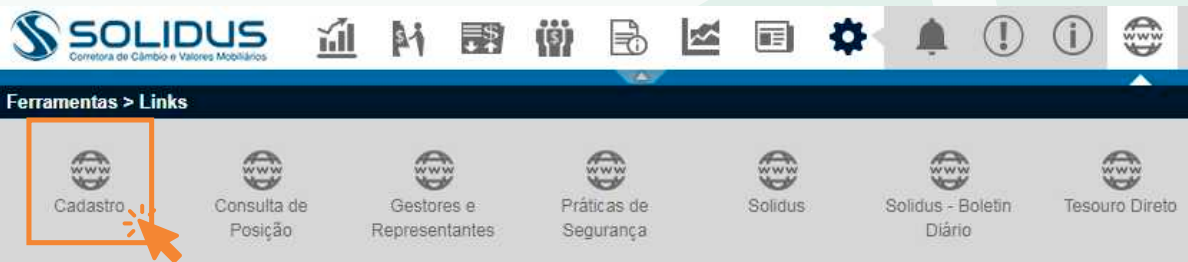 SOLIDUS
Corretora de Câmbio e Valores Mobiliários
$
$
$
www
Ferramentas > Links
www
www
www
www
www
www
www
Cadastro
Consulta de
Posição
Gestores e
Representantes
Práticas de
Segurança
Solidus
Solidus - Boletin
Diário
Tesouro Direto